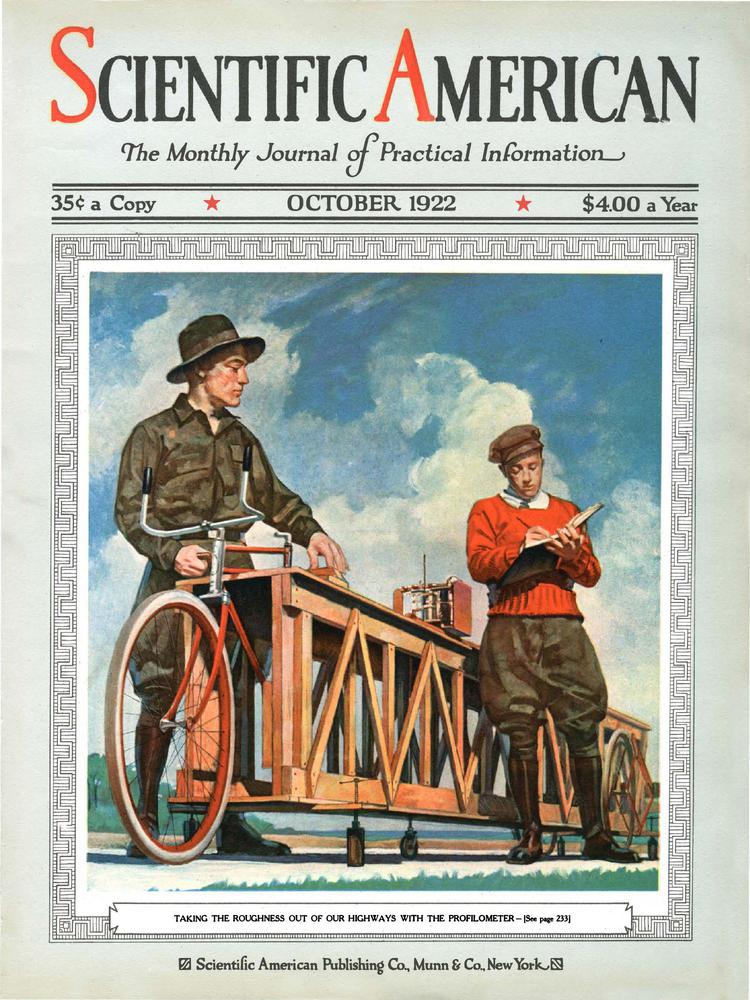 SCIENTIFIC AMERICAN
The Monthly Journal of Practical Information
35¢ a Copy ★ OCTOBER 1922 ★ $4.00 a Year
TAKING THE ROUGHNESS OUT OF OUR HIGHWAYS WITH THE PROFILOMETER—[See page 233]
Scientific American Publishing Co., Munn & Co., New York